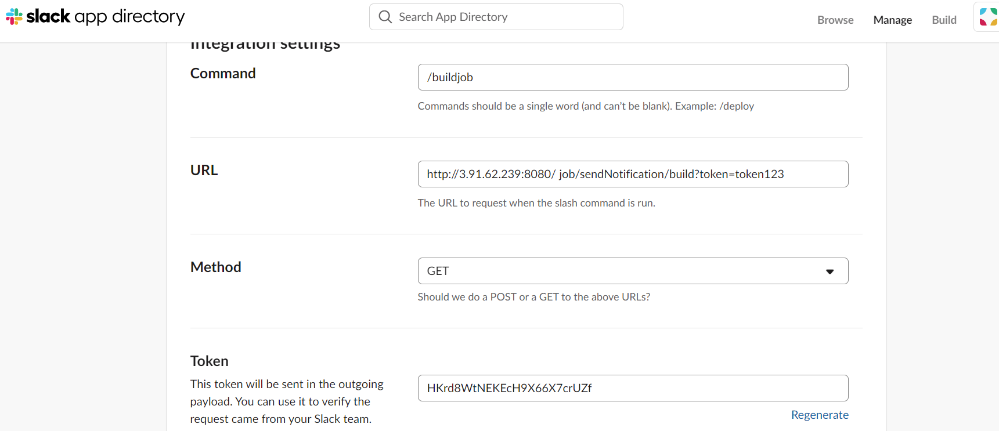 slack app directory
Search App Directory
Browse
Manage
Build
Integration settings
Command
/buildjob
Commands should be a single word (and can't be blank). Example: /deploy
URL
http://3.91.62.239:8080/ job/sendNotification/build?token=token123
The URL to request when the slash command is run.
Method
GET
Should we do a POST or a GET to the above URLs?
Token
This token will be sent in the outgoing
payload. You can use it to verify the
request came from your Slack team.
HKrd8WtNEKEcH9X66X7crUZf
Regenerate